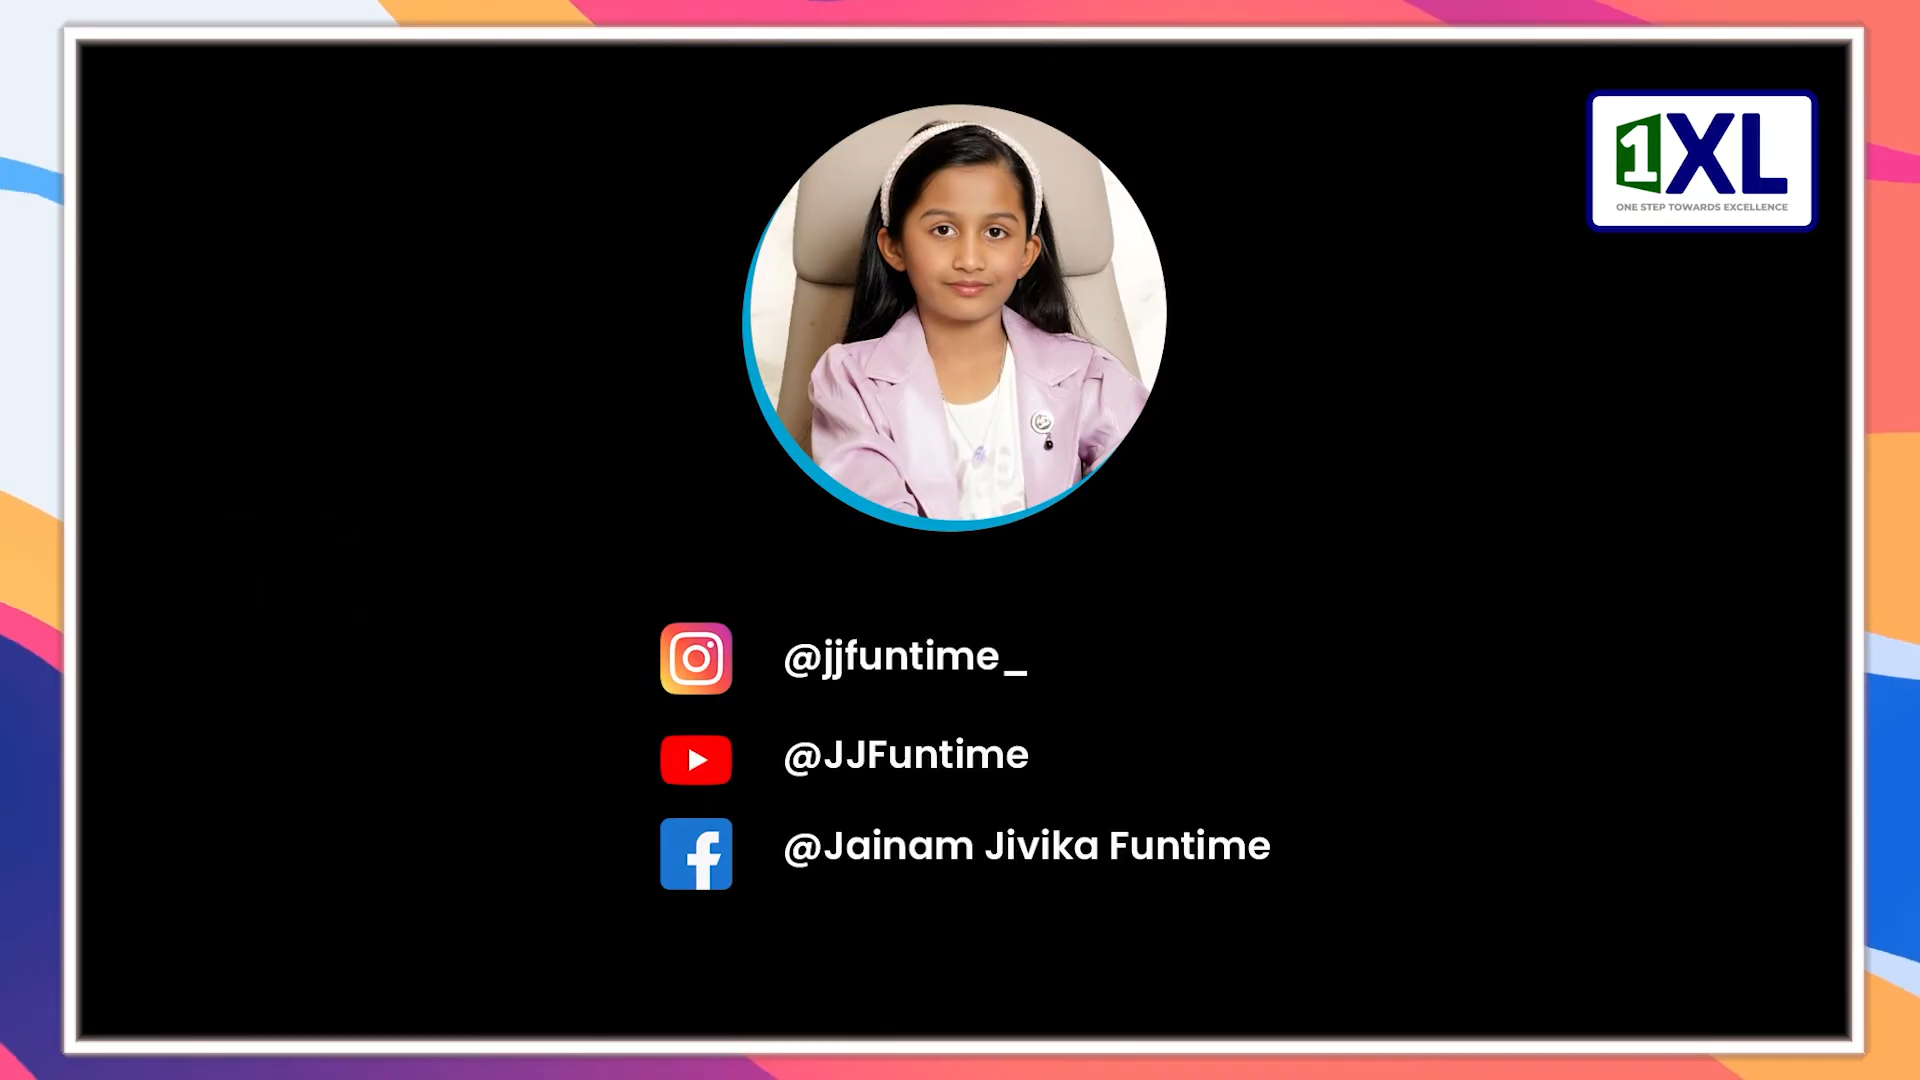 1XL
ONE STEP TOWARDS EXCELLENCE
@jjfuntime_
@JJFuntime
@Jainam Jivika Funtime